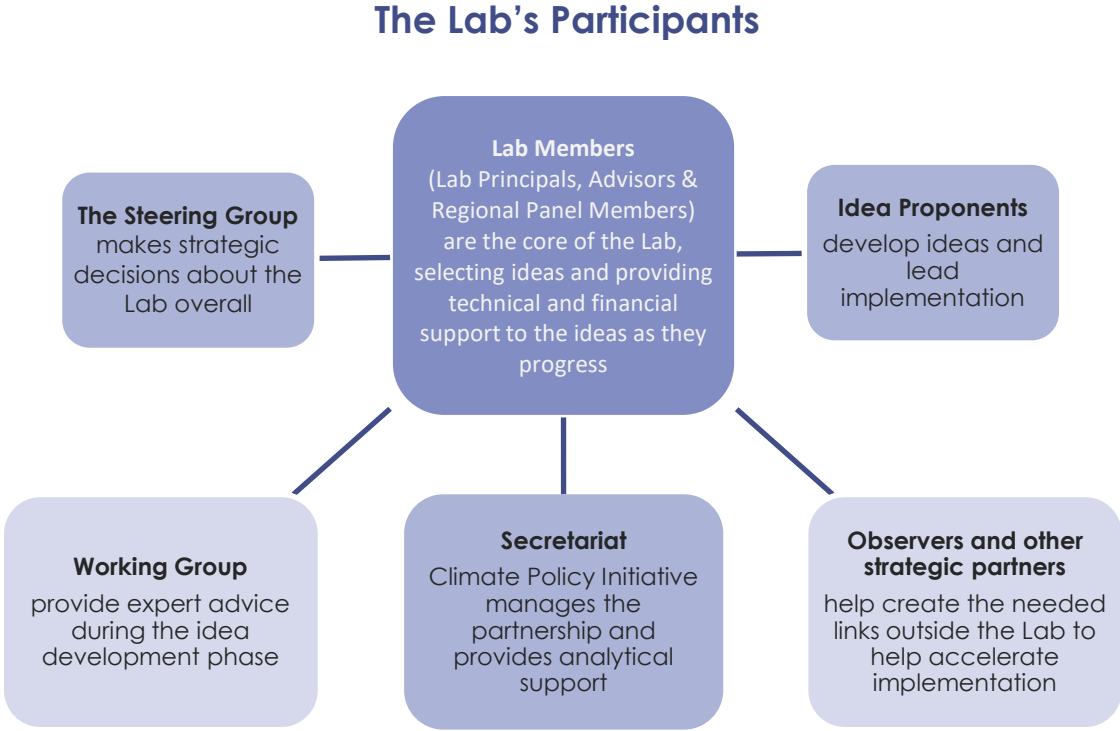 The Lab's Participants
Lab Members
(Lab Principals, Advisors &
Regional Panel Members)
are the core of the Lab,
selecting ideas and providing
technical and financial
support to the ideas as they
progress
The Steering Group
makes strategic
decisions about the
Lab overall
Idea Proponents
develop ideas and
lead
implementation
Working Group
provide expert advice
during the idea
development phase
Secretariat
Climate Policy Initiative
manages the
partnership and
provides analytical
support
Observers and other
strategic partners
help create the needed
links outside the Lab to
help accelerate
implementation